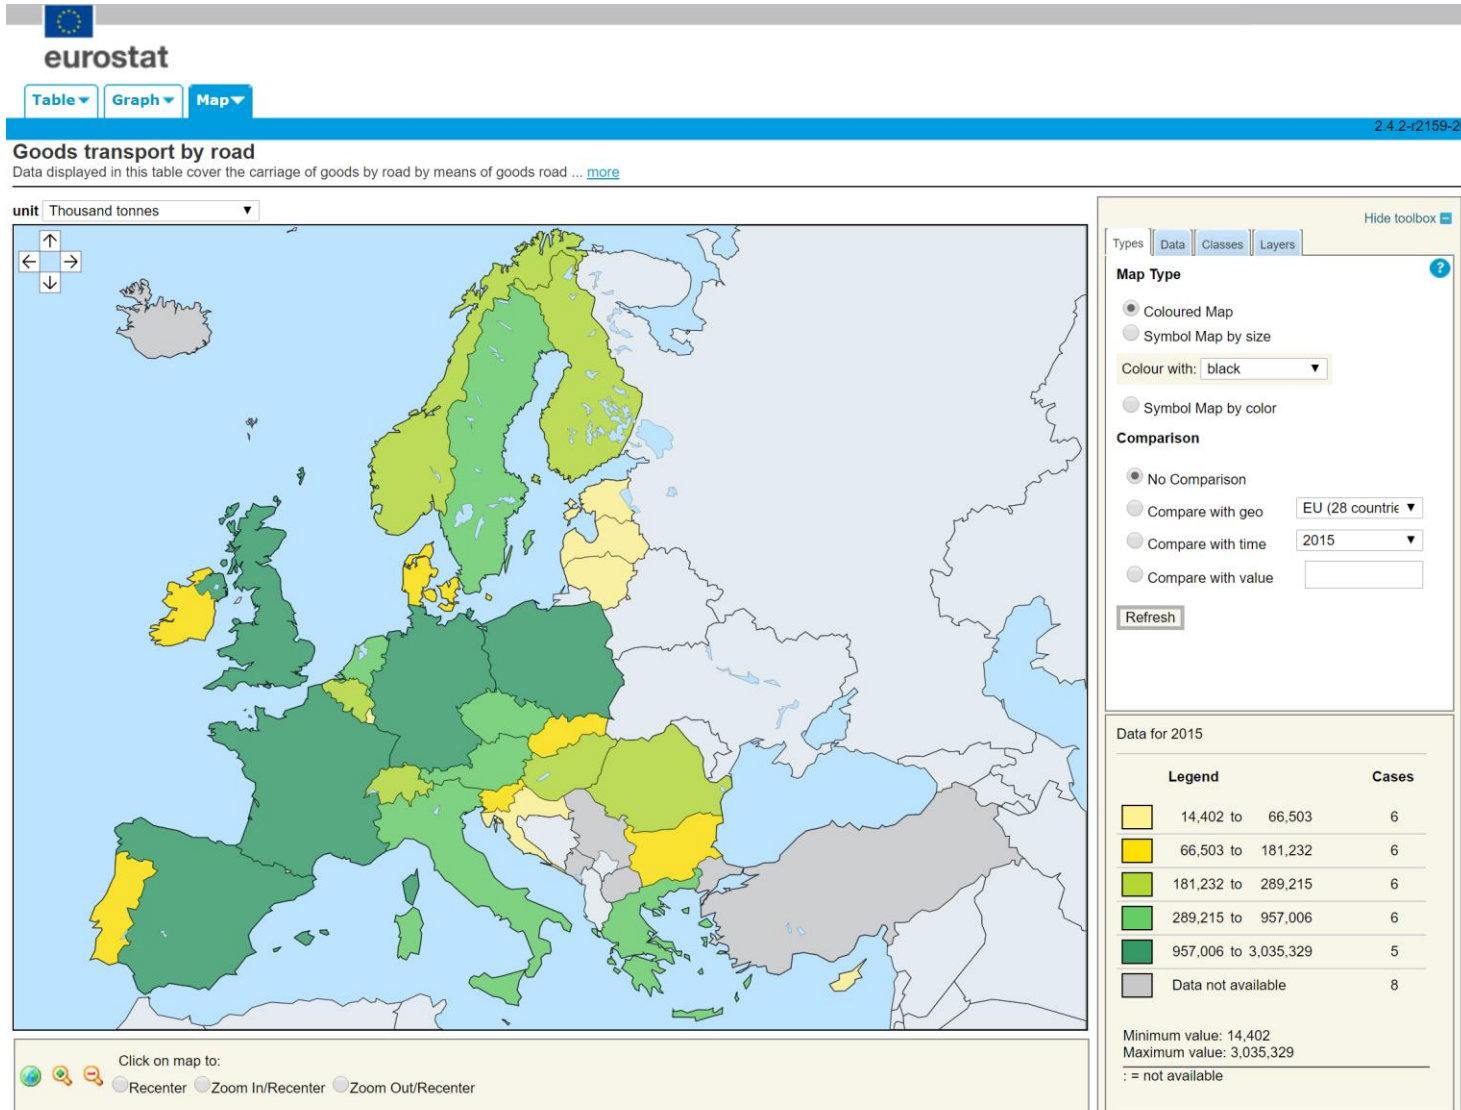 eurostat
Table Graph Map
2.4.2-r2159-2
Goods transport by road
Data displayed in this table cover the carriage of goods by road by means of goods road ... more
unit Thousand tonnes
Hide toolbox
Types Data Classes Layers
Map Type
?
Coloured Map
Symbol Map by size
Colour with: black
Symbol Map by color
Comparison
No Comparison
Compare with geo EU (28 countrie
Compare with time 2015
Compare with value
Refresh
Data for 2015
Legend Cases
14,402 to 66,503 6
66,503 to 181,232 6
181,232 to 289,215 6
289,215 to 957,006 6
957,006 to 3,035,329 5
Data not available 8
Minimum value: 14,402
Maximum value: 3,035,329
: = not available
Click on map to:
Recenter Zoom In/Recenter Zoom Out/Recenter